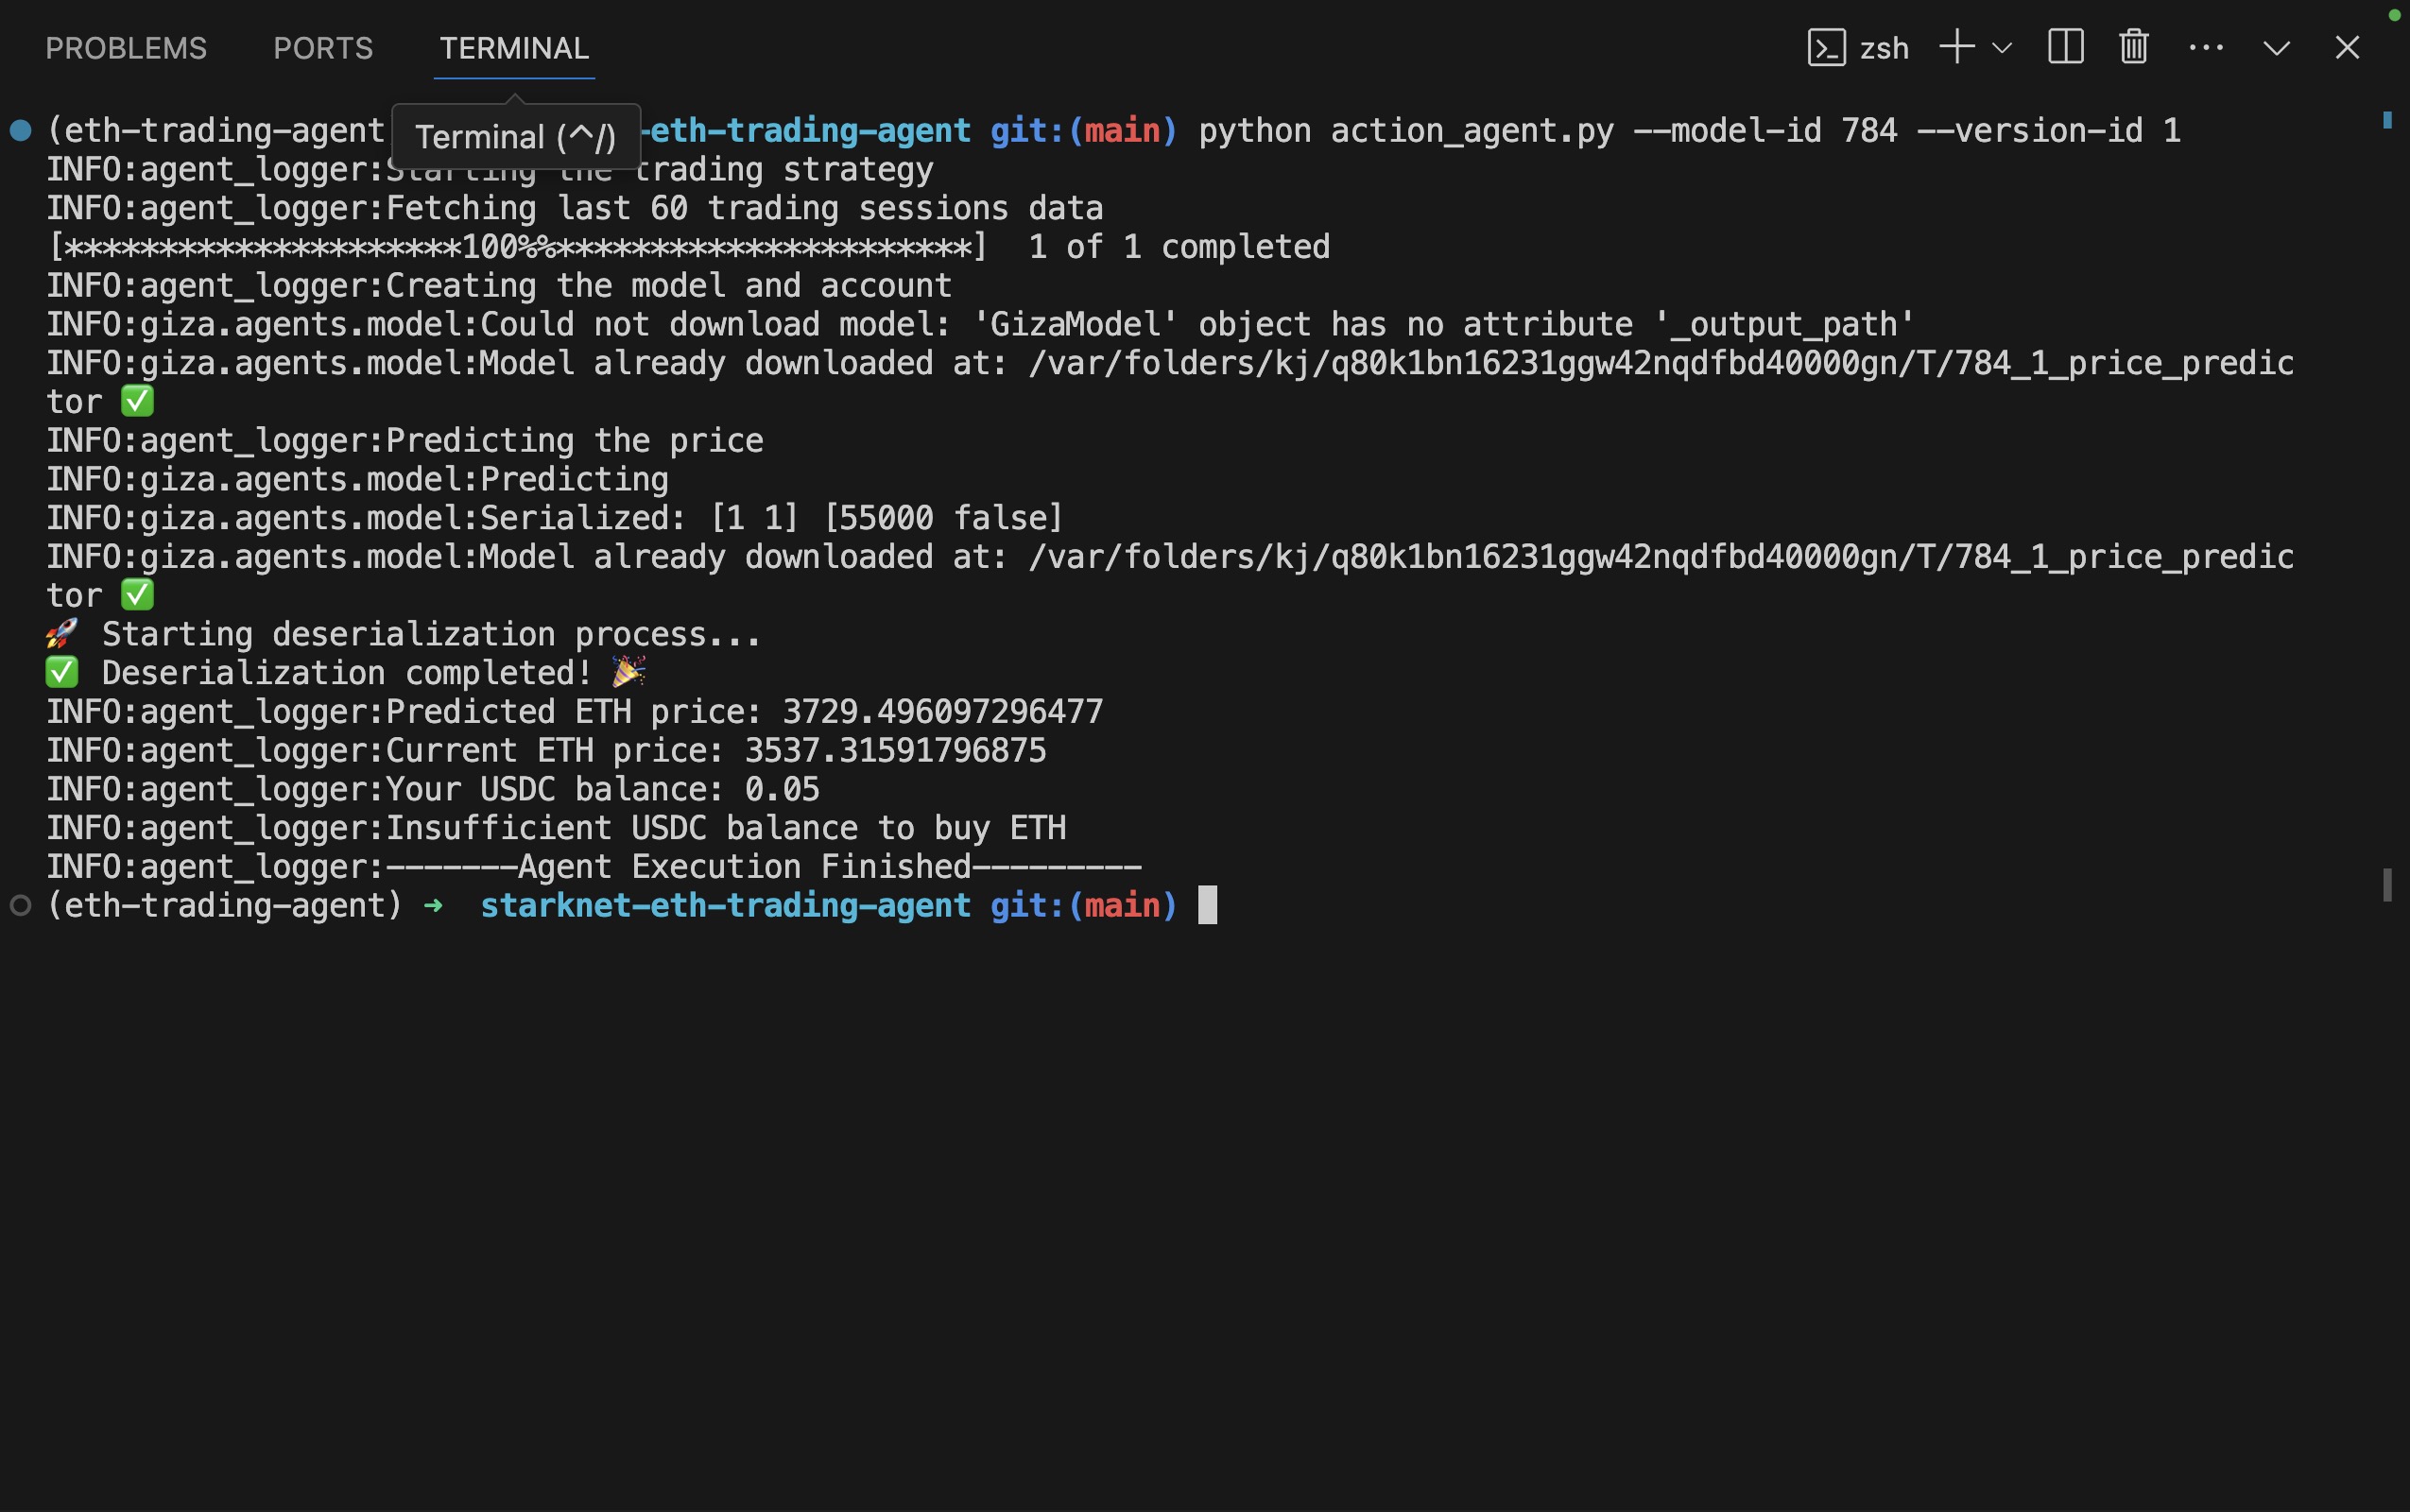 PROBLEMS PORTS TERMINAL zsh
Terminal (^/)
(eth-trading-agent -eth-trading-agent git:(main) python action_agent.py --model-id 784 --version-id 1
INFO:agent_logger:Starting the trading strategy
INFO:agent_logger:Fetching last 60 trading sessions data
[*********************100%%**********************]  1 of 1 completed
INFO:agent_logger:Creating the model and account
INFO:giza.agents.model:Could not download model: 'GizaModel' object has no attribute '_output_path'
INFO:giza.agents.model:Model already downloaded at: /var/folders/kj/q80k1bn16231ggw42nqdfbd40000gn/T/784_1_price_predic
tor ✅
INFO:agent_logger:Predicting the price
INFO:giza.agents.model:Predicting
INFO:giza.agents.model:Serialized: [1 1] [55000 false]
INFO:giza.agents.model:Model already downloaded at: /var/folders/kj/q80k1bn16231ggw42nqdfbd40000gn/T/784_1_price_predic
tor ✅
🚀 Starting deserialization process...
✅ Deserialization completed! 🎉
INFO:agent_logger:Predicted ETH price: 3729.496097296477
INFO:agent_logger:Current ETH price: 3537.31591796875
INFO:agent_logger:Your USDC balance: 0.05
INFO:agent_logger:Insufficient USDC balance to buy ETH
INFO:agent_logger:-------Agent Execution Finished---------
(eth-trading-agent) ➜  starknet-eth-trading-agent git:(main)